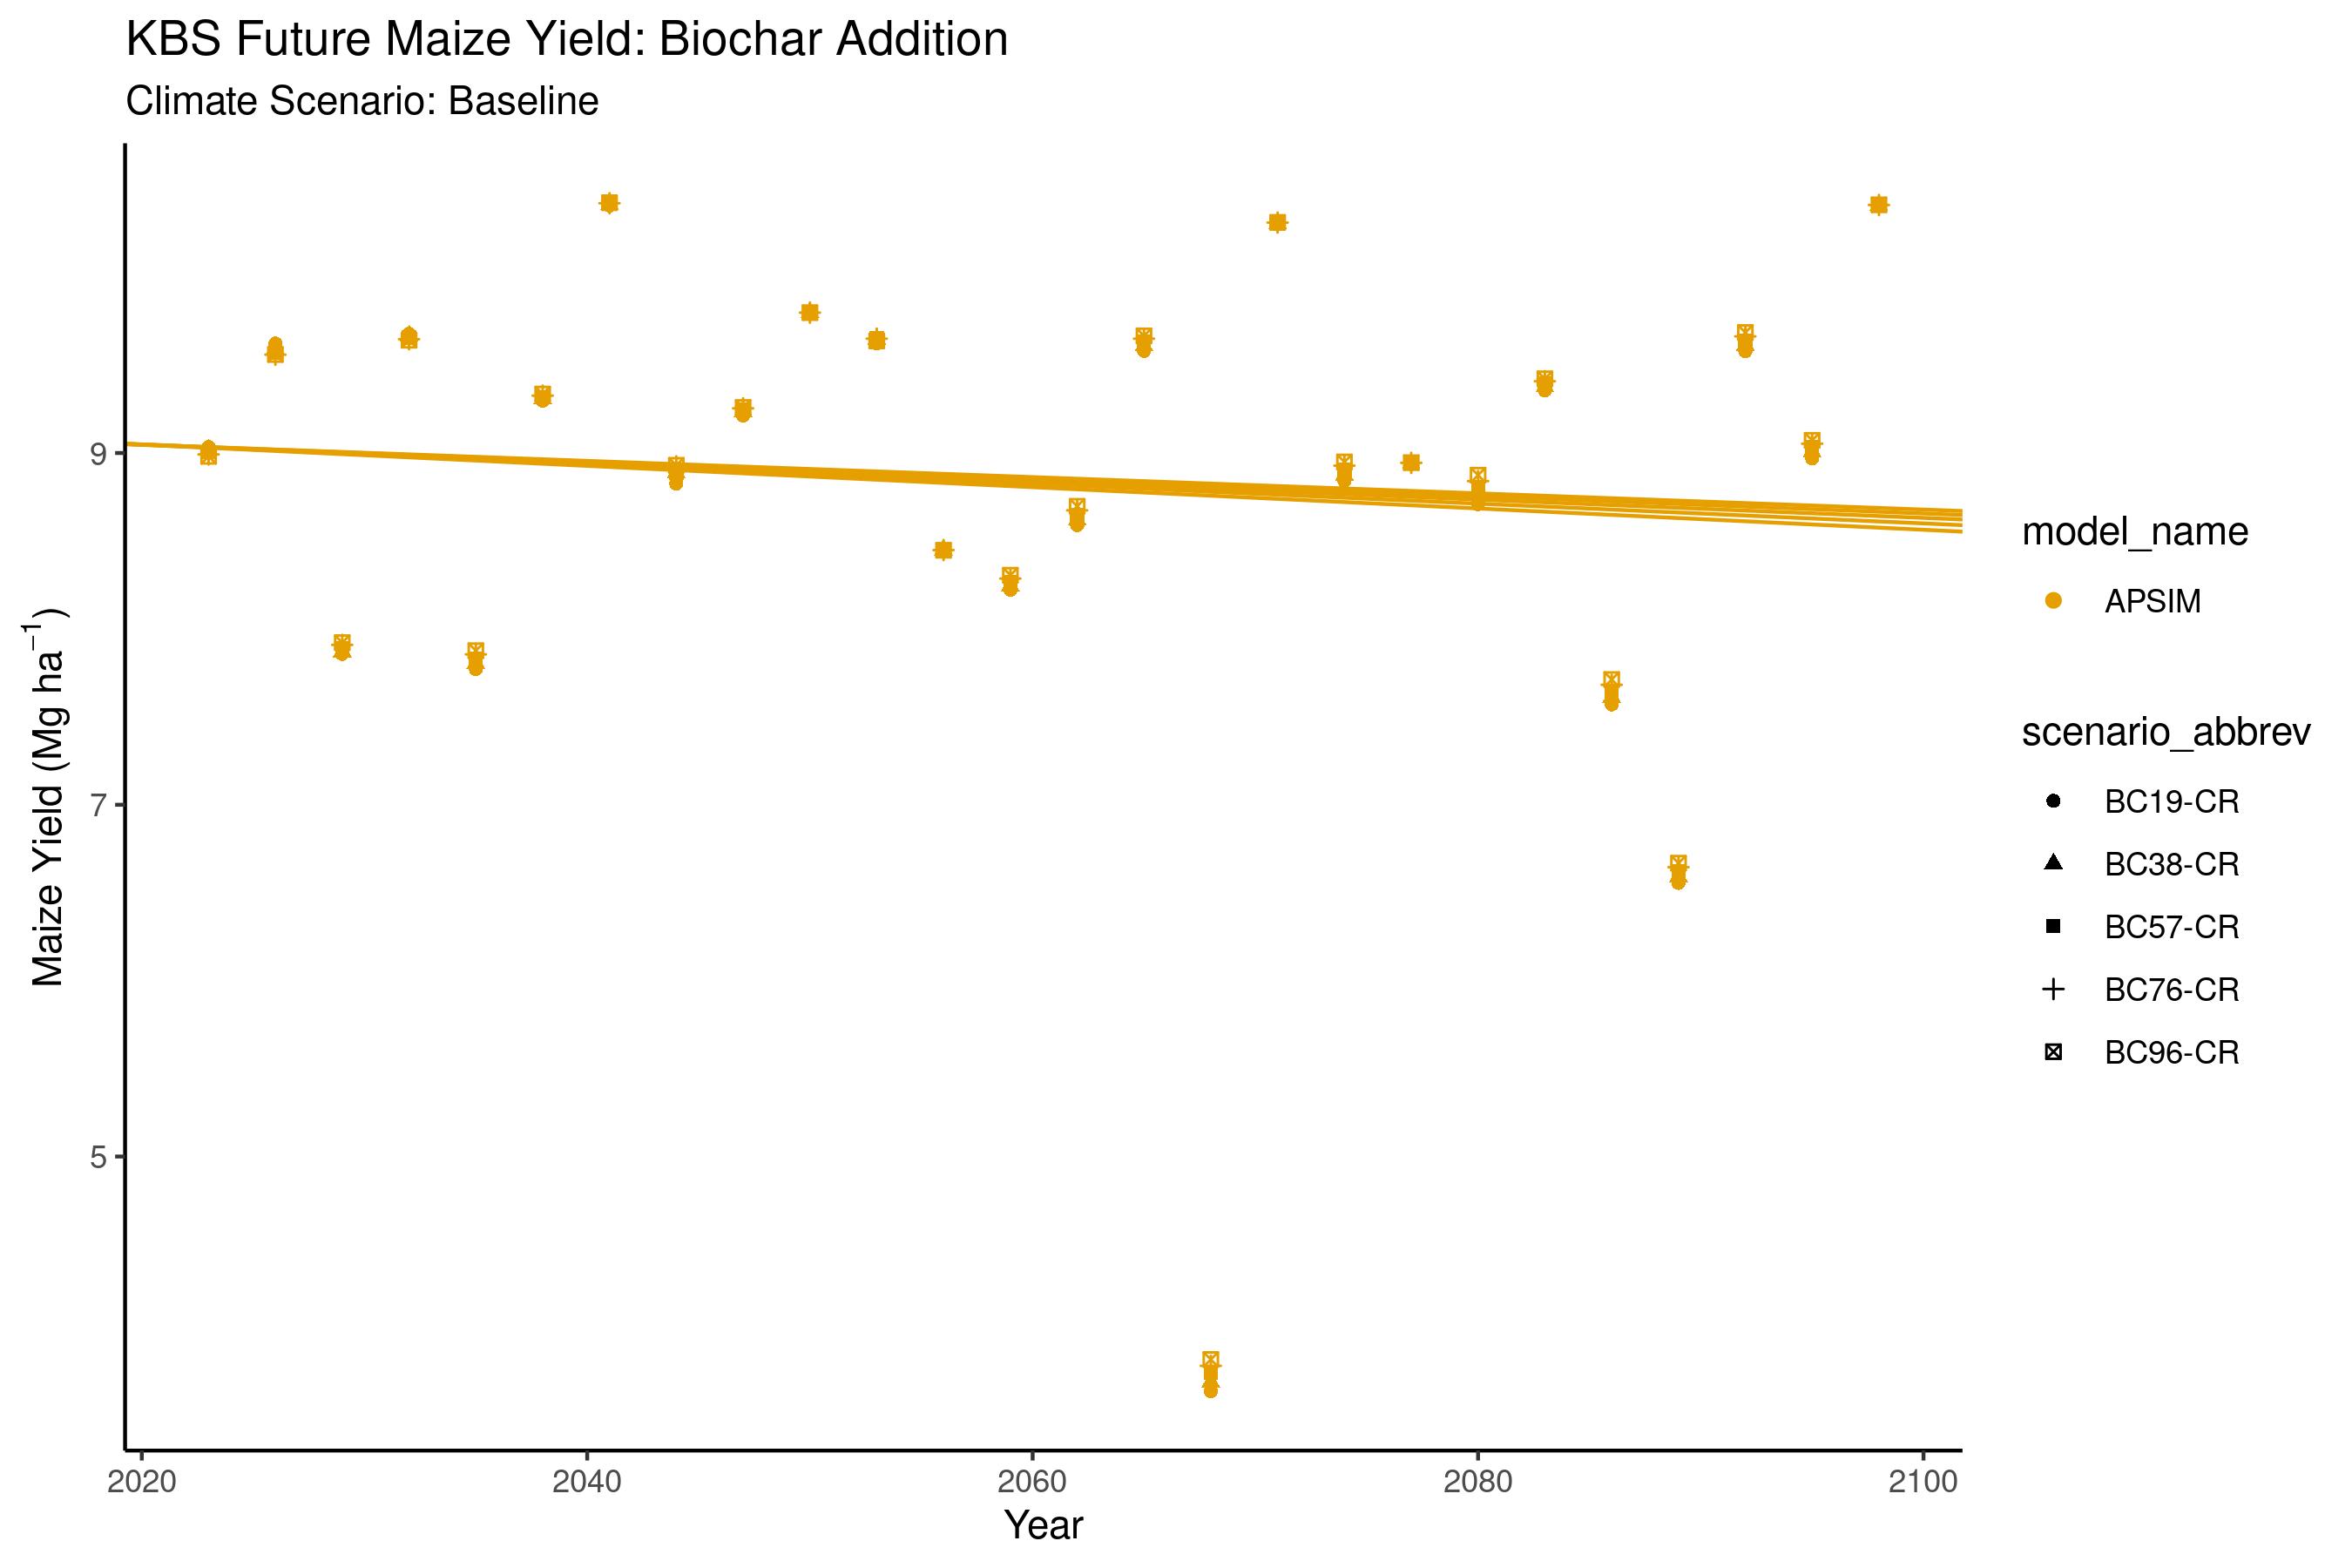 KBS Future Maize Yield: Biochar Addition
Climate Scenario: Baseline
Maize Yield (Mg ha⁻¹)
9
7
5
2020
2040
2060
2080
2100
Year
model_name
APSIM
scenario_abbrev
BC19-CR
BC38-CR
BC57-CR
BC76-CR
BC96-CR